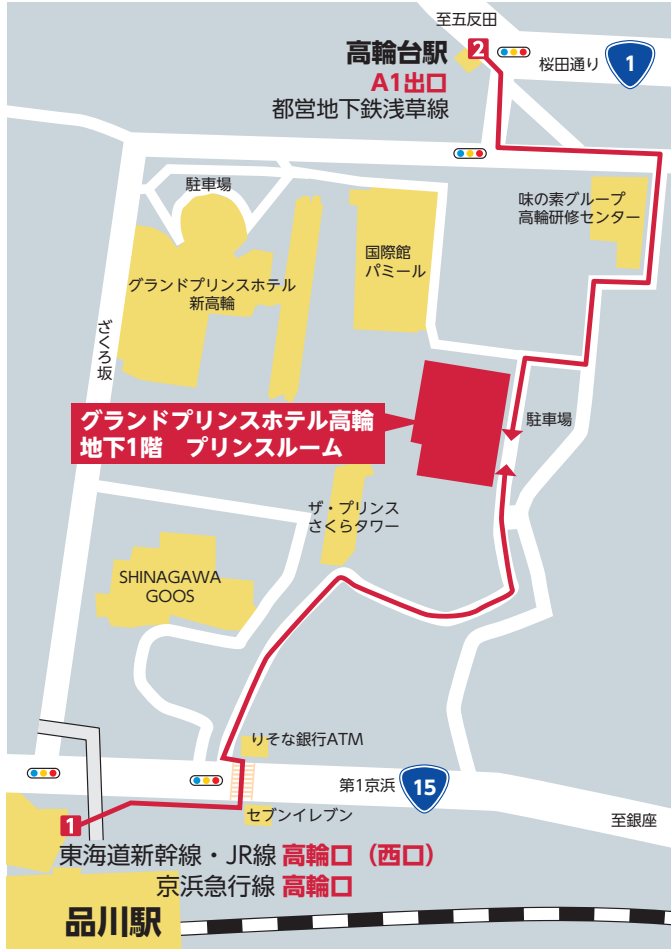 至五反田
2
高輪台駅
A1出口
都営地下鉄浅草線
桜田通り
1
駐車場
味の素グループ
高輪研修センター
国際館
パミール
グランドプリンスホテル
新高輪
ざくろ坂
グランドプリンスホテル高輪
地下1階　プリンスルーム
駐車場
ザ・プリンス
さくらタワー
SHINAGAWA
GOOS
りそな銀行ATM
第1京浜
15
セブンイレブン
至銀座
1
東海道新幹線・JR線 高輪口（西口）
京浜急行線 高輪口
品川駅